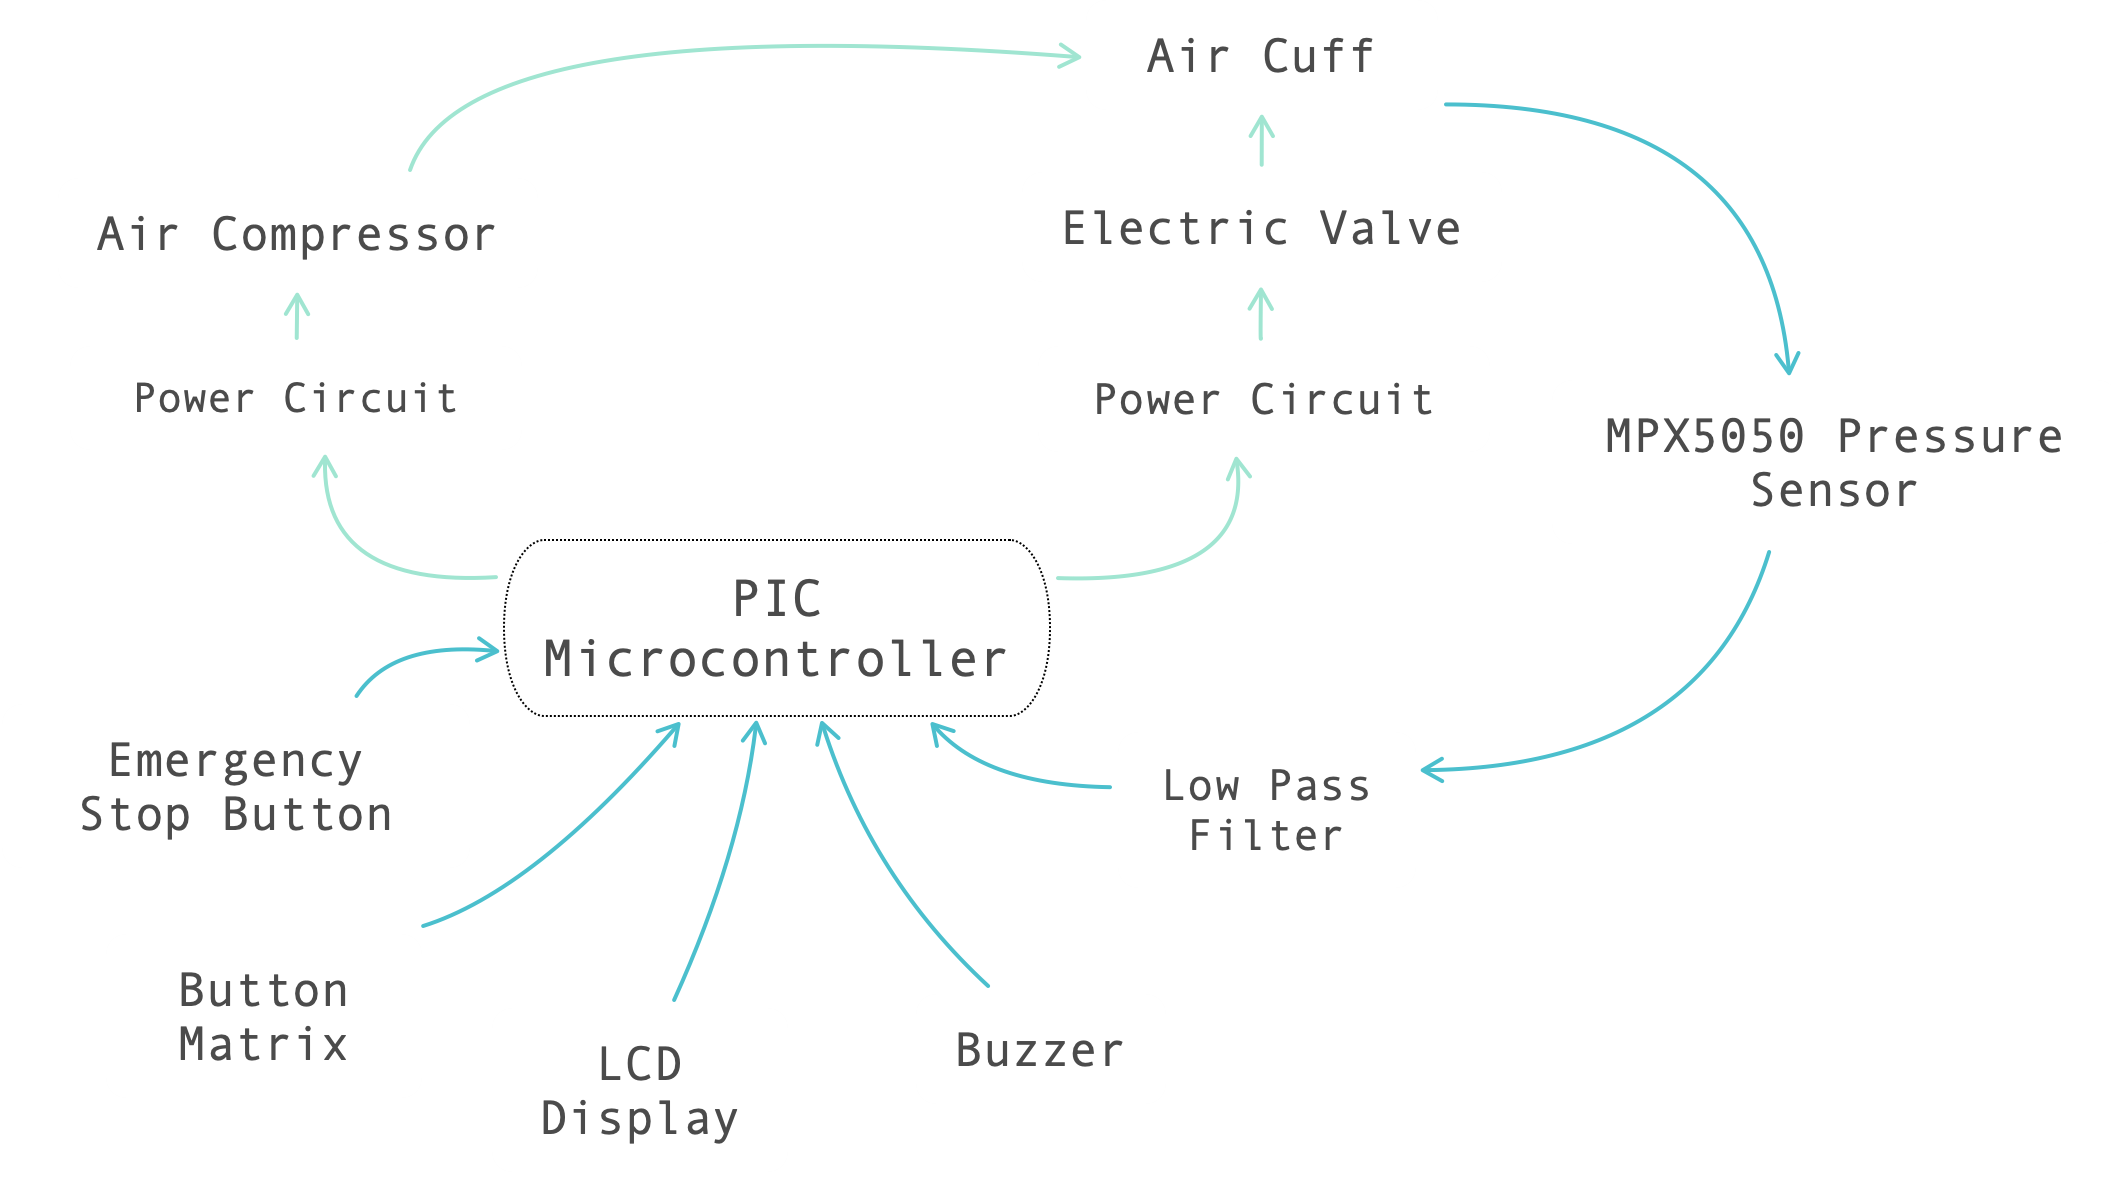 Air Cuff
Air Compressor
Electric Valve
Power Circuit
Power Circuit
MPX5050 Pressure
Sensor
PIC
Microcontroller
Emergency
Stop Button
Low Pass
Filter
Button
Matrix
LCD
Display
Buzzer